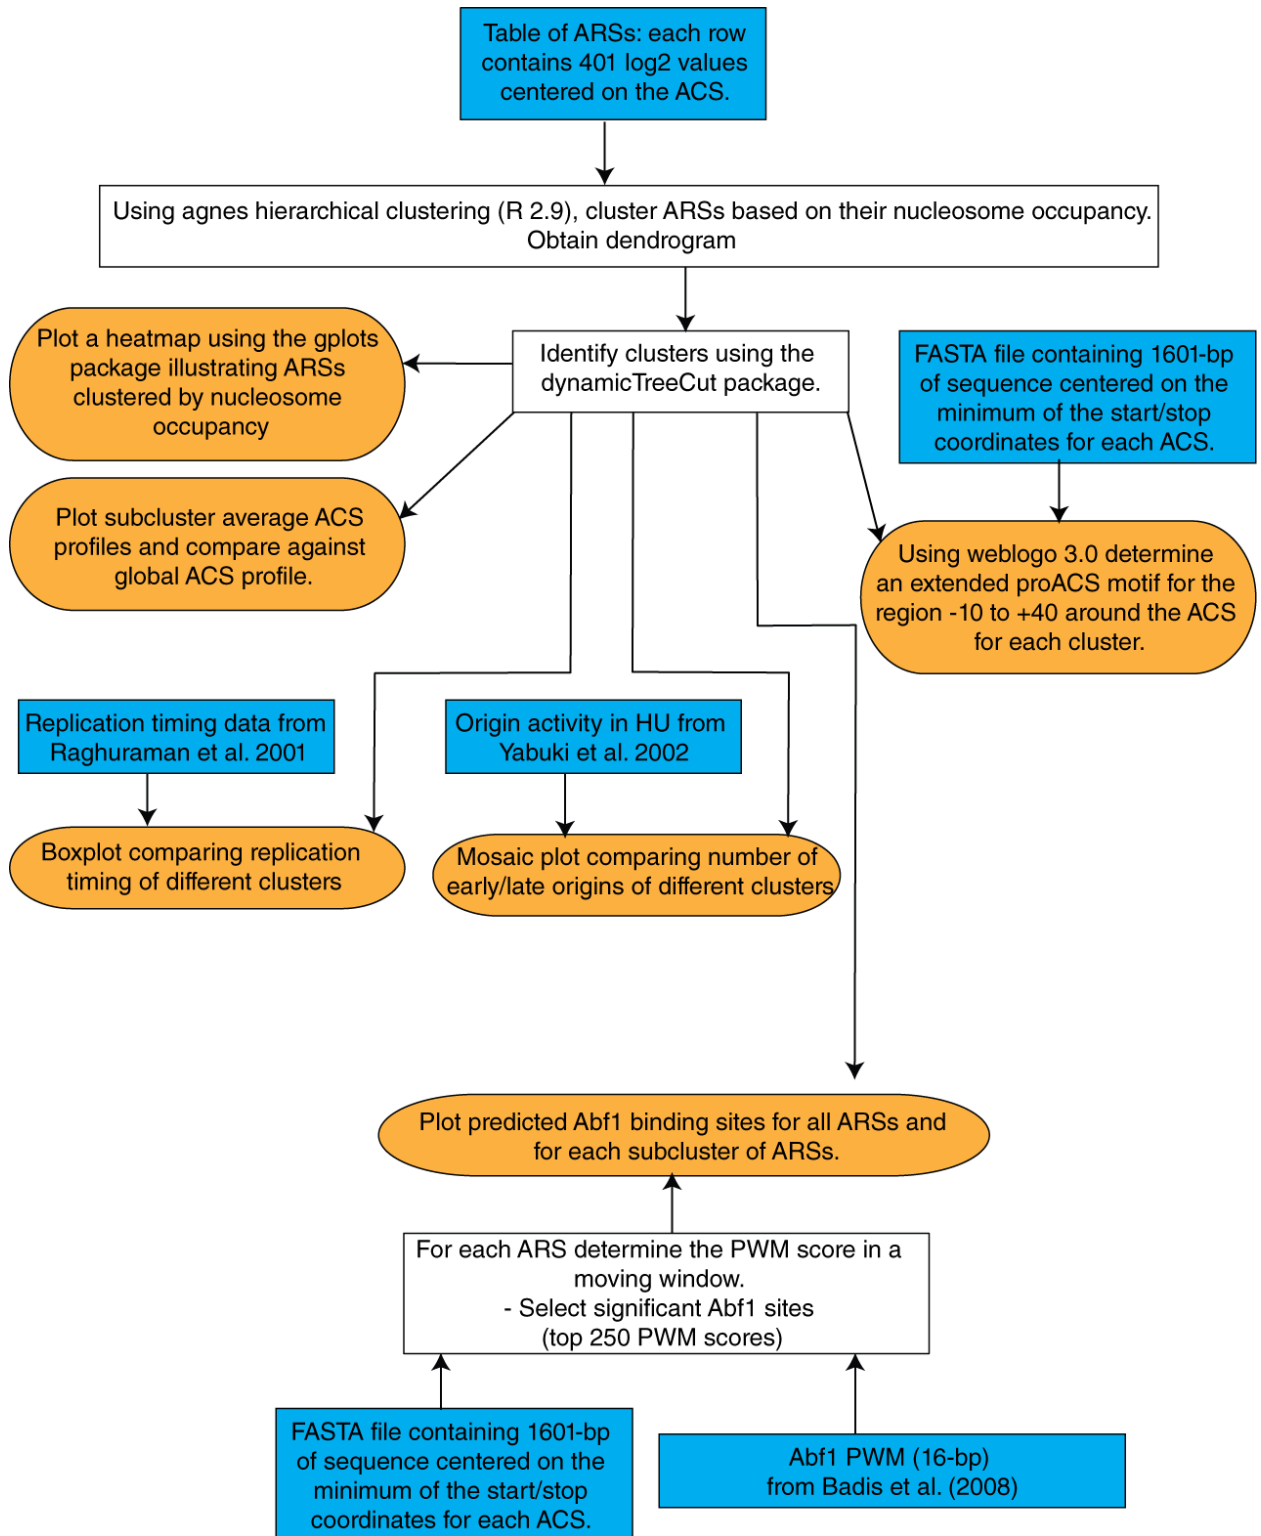 Table of ARSs: each row
contains 401 log2 values
centered on the ACS.
Using agnes hierarchical clustering (R 2.9), cluster ARSs based on their nucleosome occupancy.
Obtain dendrogram
Plot a heatmap using the gplots
package illustrating ARSs
clustered by nucleosome
occupancy
Identify clusters using the
dynamicTreeCut package.
FASTA file containing 1601-bp
of sequence centered on the
minimum of the start/stop
coordinates for each ACS.
Plot subcluster average ACS
profiles and compare against
global ACS profile.
Using weblogo 3.0 determine
an extended proACS motif for the
region -10 to +40 around the ACS
for each cluster.
Replication timing data from
Raghuraman et al. 2001
Origin activity in HU from
Yabuki et al. 2002
Boxplot comparing replication
timing of different clusters
Mosaic plot comparing number of
early/late origins of different clusters
Plot predicted Abf1 binding sites for all ARSs and
for each subcluster of ARSs.
For each ARS determine the PWM score in a
moving window.
- Select significant Abf1 sites
(top 250 PWM scores)
FASTA file containing 1601-bp
of sequence centered on the
minimum of the start/stop
coordinates for each ACS.
Abf1 PWM (16-bp)
from Badis et al. (2008)